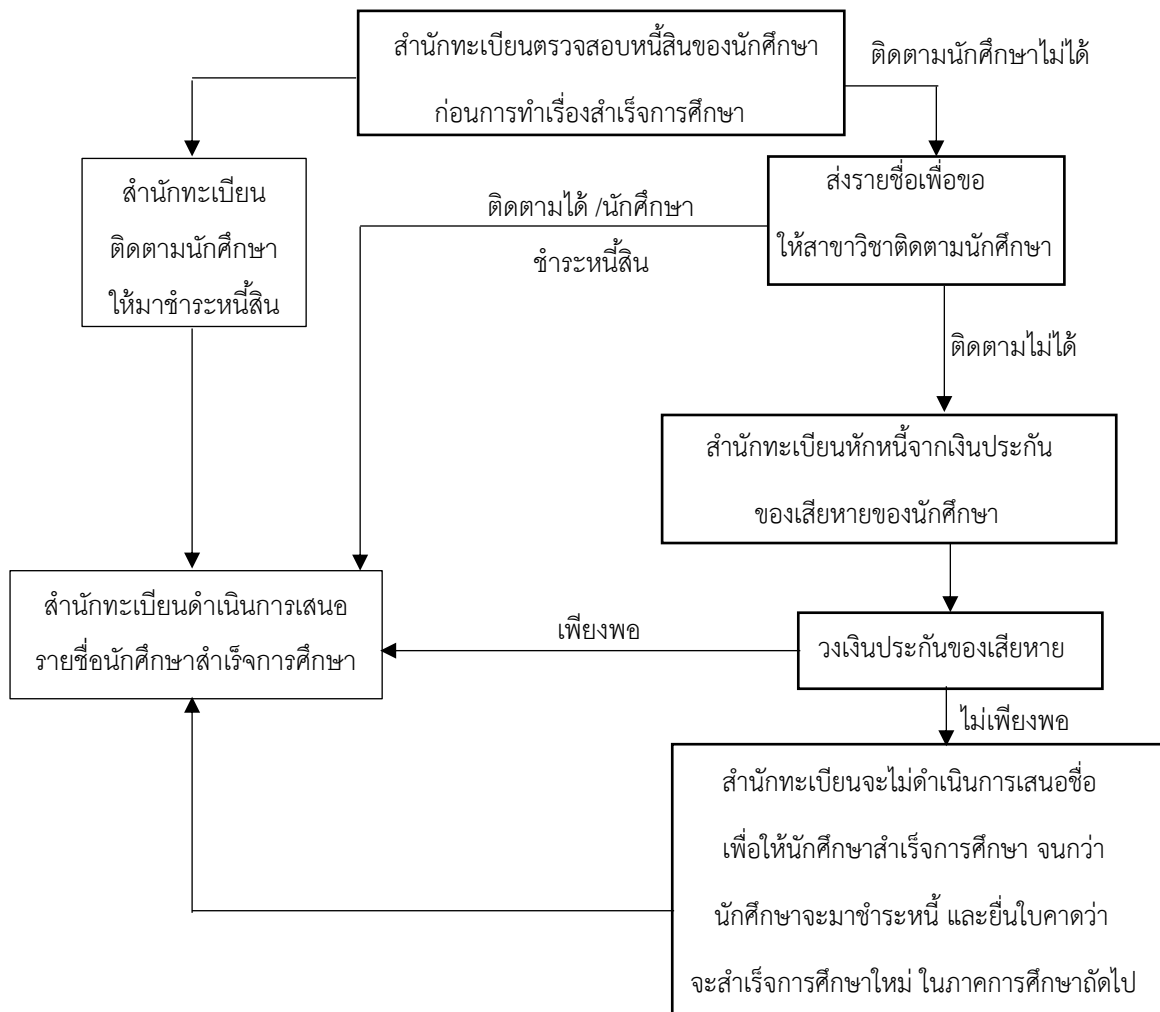 สำนักทะเบียนตรวจสอบหนี้สินของนักศึกษา
ก่อนการทำเรื่องสำเร็จการศึกษา
ติดตามนักศึกษาไม่ได้
สำนักทะเบียน
ติดตามนักศึกษา
ให้มาชำระหนี้สิน
ติดตามได้ /นักศึกษา
ชำระหนี้สิน
ส่งรายชื่อเพื่อขอ
ให้สาขาวิชาติดตามนักศึกษา
ติดตามไม่ได้
สำนักทะเบียนหักหนี้จากเงินประกัน
ของเสียหายของนักศึกษา
สำนักทะเบียนดำเนินการเสนอ
รายชื่อนักศึกษาสำเร็จการศึกษา
เพียงพอ
วงเงินประกันของเสียหาย
ไม่เพียงพอ
สำนักทะเบียนจะไม่ดำเนินการเสนอชื่อ
เพื่อให้นักศึกษาสำเร็จการศึกษา จนกว่า
นักศึกษาจะมาชำระหนี้ และยื่นใบคาดว่า
จะสำเร็จการศึกษาใหม่ ในภาคการศึกษาถัดไป